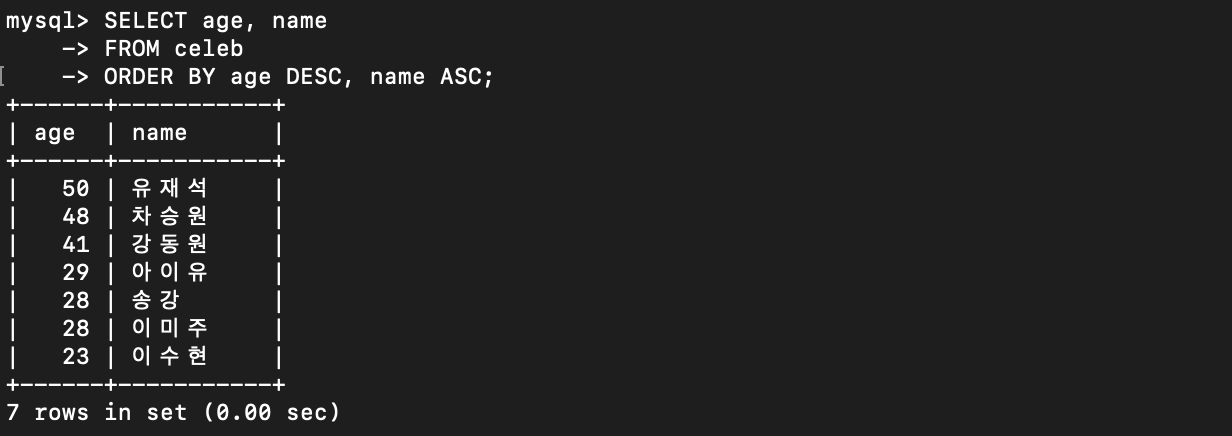 mysql> SELECT age, name
    -> FROM celeb
    -> ORDER BY age DESC, name ASC;
+------+-----------+
| age  | name      |
+------+-----------+
|   50 | 유재석    |
|   48 | 차승원    |
|   41 | 강동원    |
|   29 | 아이유    |
|   28 | 송강      |
|   28 | 이미주    |
|   23 | 이수현    |
+------+-----------+
7 rows in set (0.00 sec)